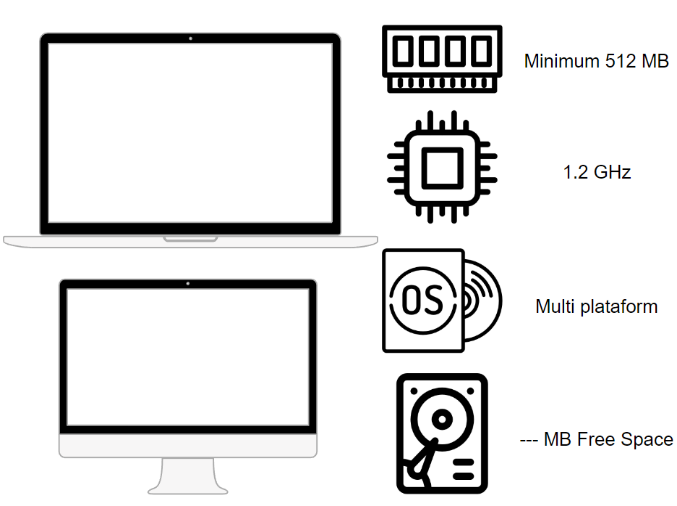 Minimum 512 MB
1.2 GHz
OS
Multi plataform
--- MB Free Space